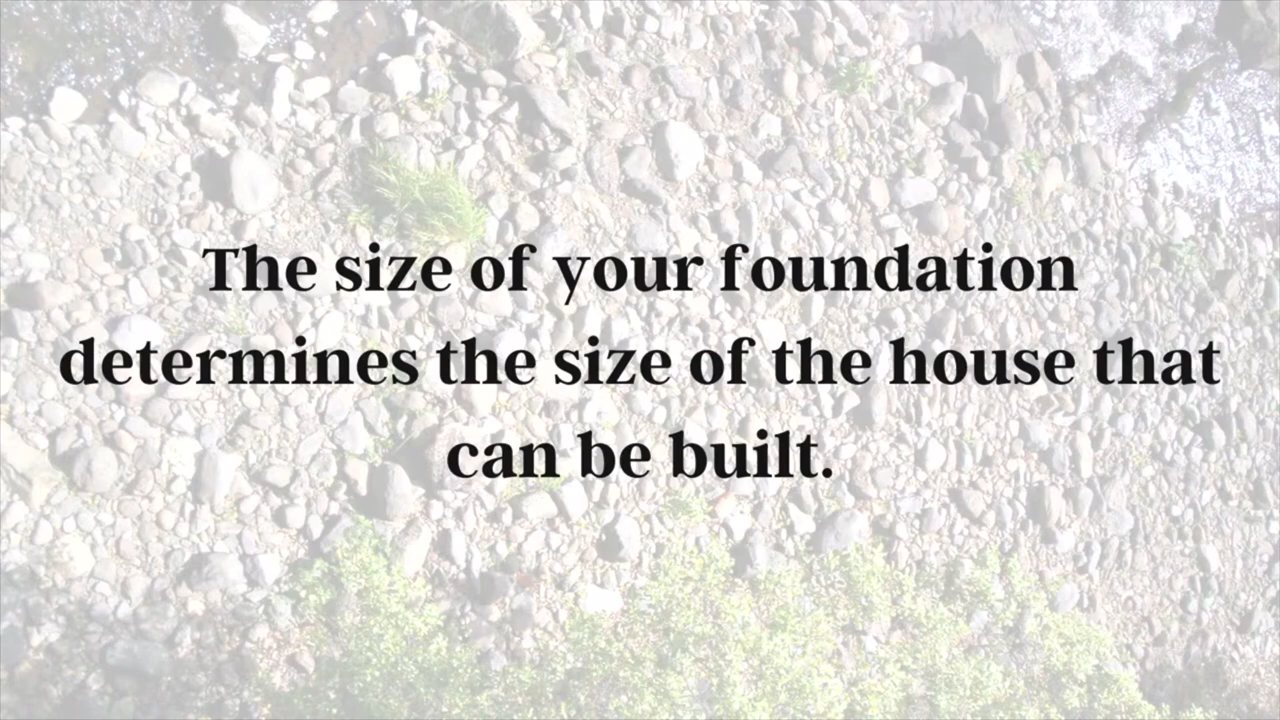 The size of your foundation
determines the size of the house that
can be built.